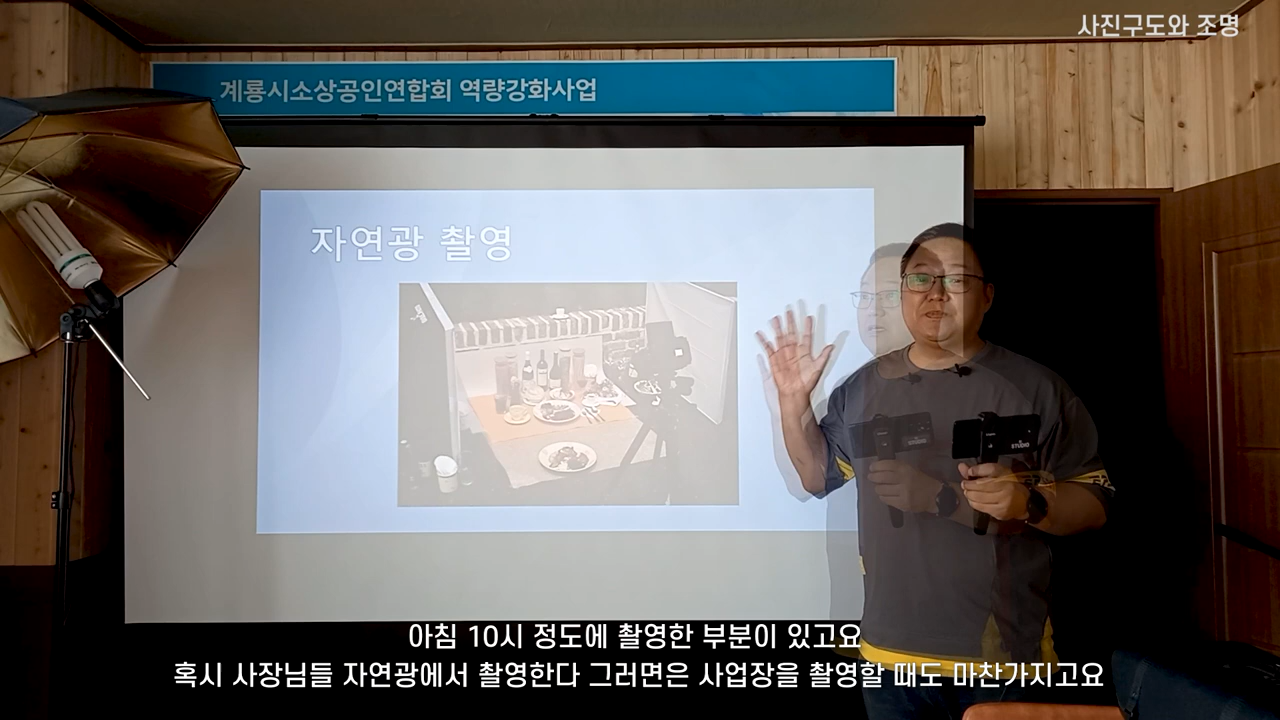 사진구도와 조명
계룡시소상공인연합회 역량강화사업
자연광 촬영
STUDIO
STUDIO
아침 10시 정도에 촬영한 부분이 있고요
혹시 사장님들 자연광에서 촬영한다 그러면은 사업장을 촬영할 때도 마찬가지고요